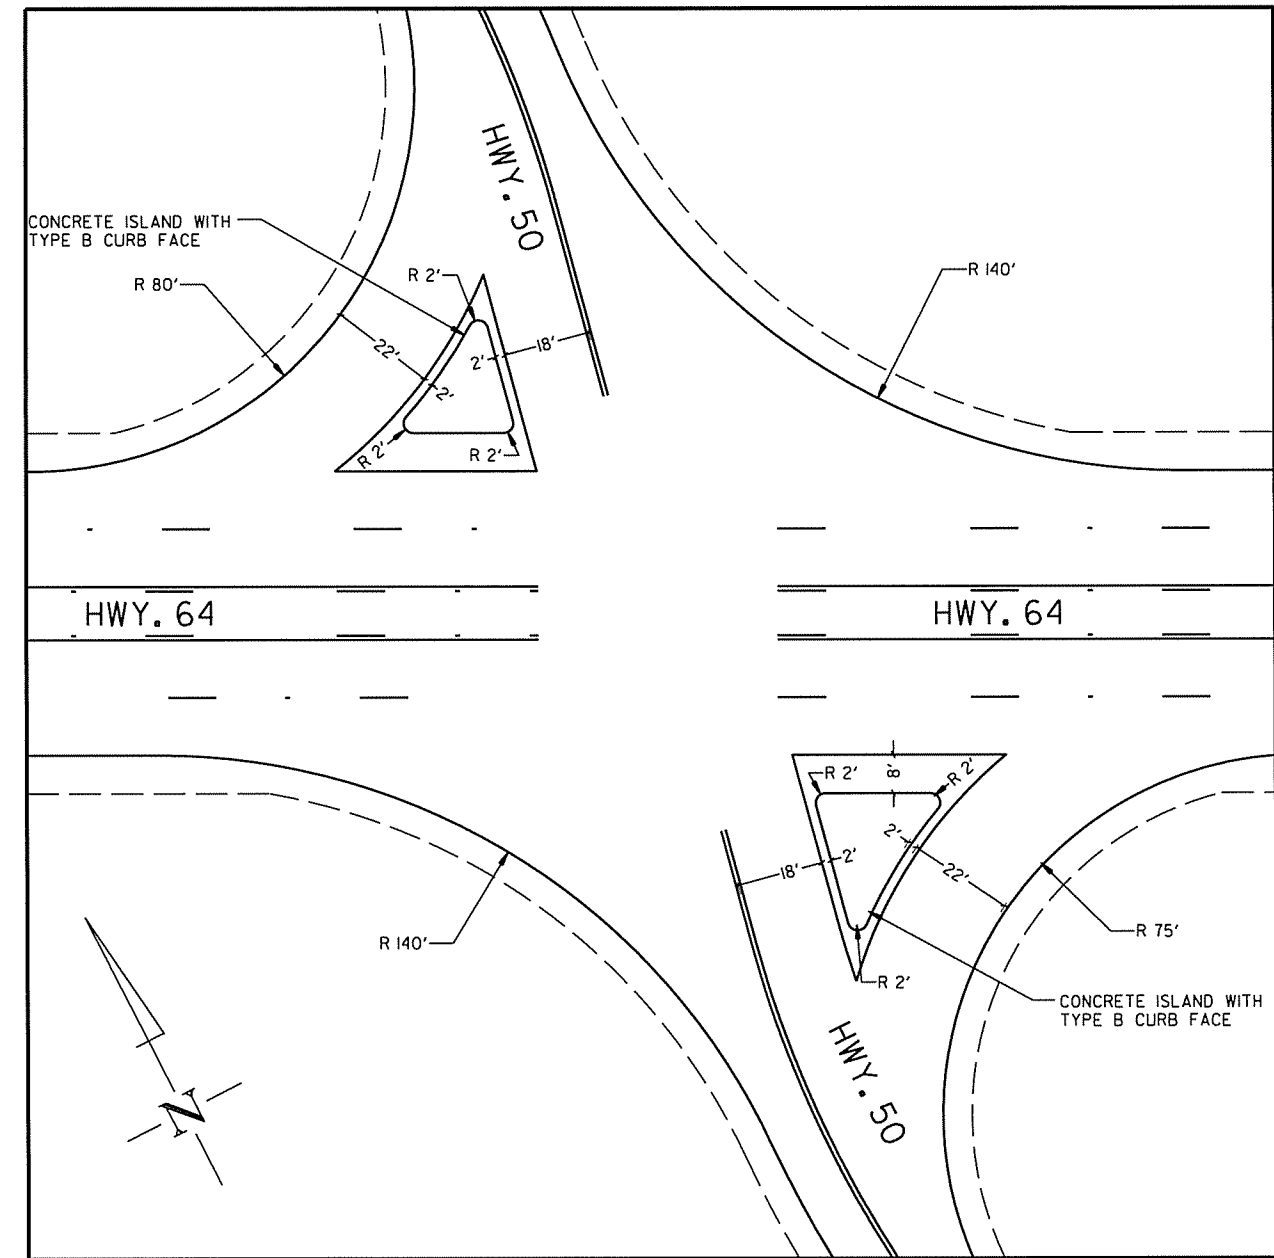 HWY. 50
CONCRETE ISLAND WITH
TYPE B CURB FACE
R 80'
R 2'
R 140'
22'
2'
18'
2'
R 2'
R 2'
HWY. 64
HWY. 64
R 2'
8'
R 2'
18'
2'
2'
22'
R 140'
R 75'
R 2'
CONCRETE ISLAND WITH
TYPE B CURB FACE
HWY. 50
N